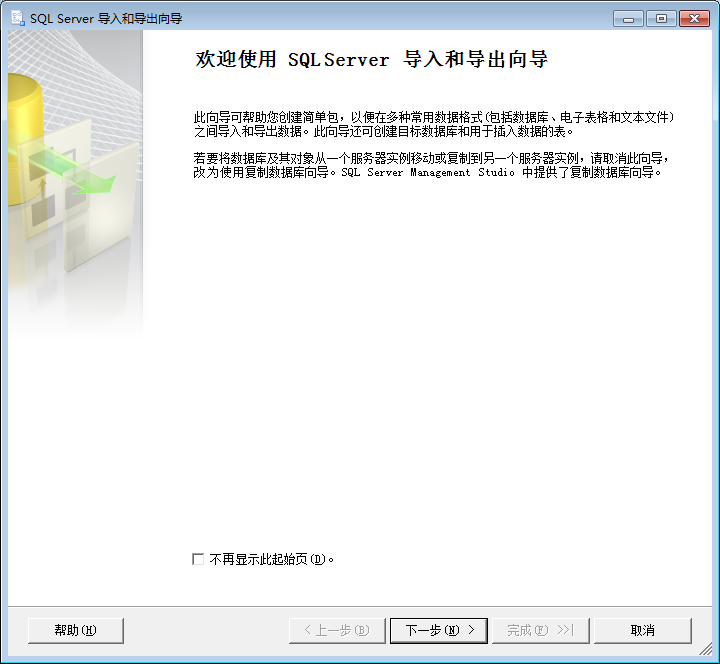 SQL Server 导入和导出向导
欢迎使用 SQL Server 导入和导出向导
此向导可帮助您创建简单包，以便在多种常用数据格式(包括数据库、电子表格和文本文件)
之间导入和导出数据。此向导还可创建目标数据库和用于插入数据的表。
若要将数据库及其对象从一个服务器实例移动或复制到另一个服务器实例，请取消此向导，
改为使用复制数据库向导。SQL Server Management Studio 中提供了复制数据库向导。
不再显示此起始页(D)。
帮助(H) < 上一步(B) 下一步(N) > 完成(F) >>| 取消